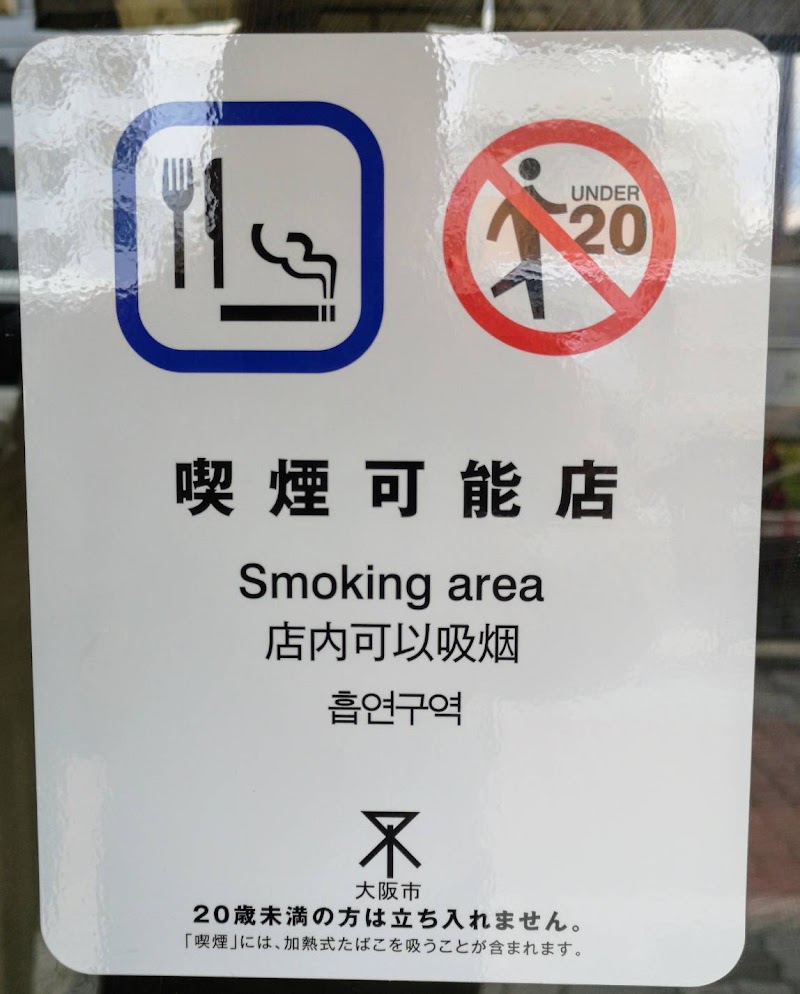 UNDER
20
喫煙可能店
Smoking area
店内可以吸烟
흡연구역
大阪市
20歳未満の方は立ち入れません。
「喫煙」には、加熱式たばこを吸うことが含まれます。